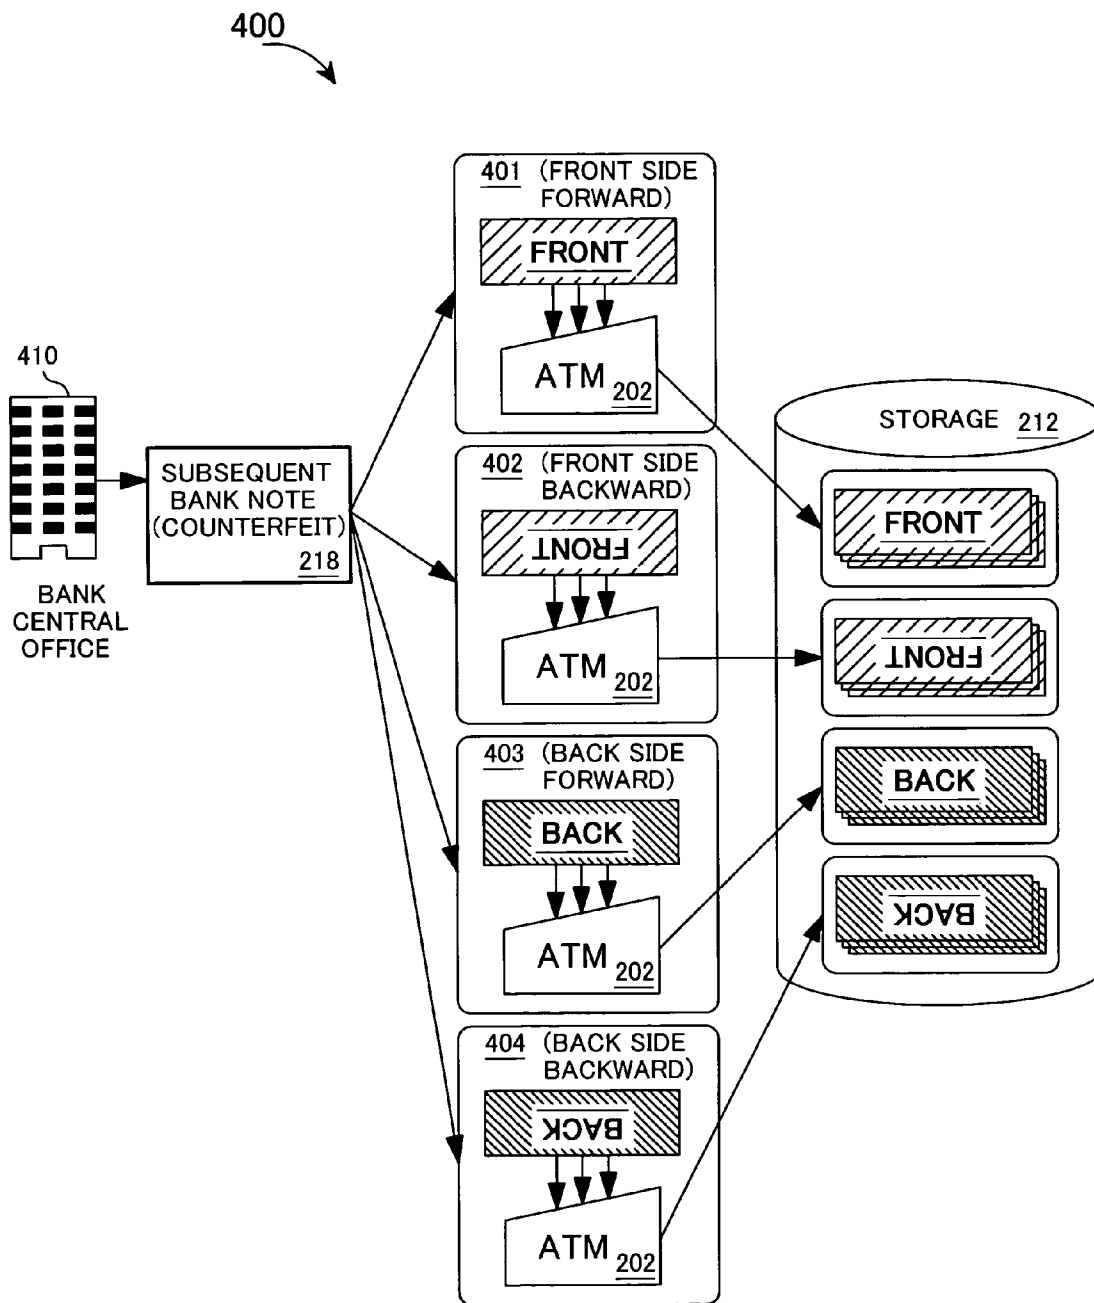 400
401 (FRONT SIDE
FORWARD)
FRONT
ATM 202
410
BANK
CENTRAL
OFFICE
SUBSEQUENT
BANK NOTE
(COUNTERFEIT)
218
402 (FRONT SIDE
BACKWARD)
FRONT
ATM 202
403 (BACK SIDE
FORWARD)
BACK
ATM 202
404 (BACK SIDE
BACKWARD)
BACK
ATM 202
STORAGE 212
FRONT
FRONT
BACK
BACK